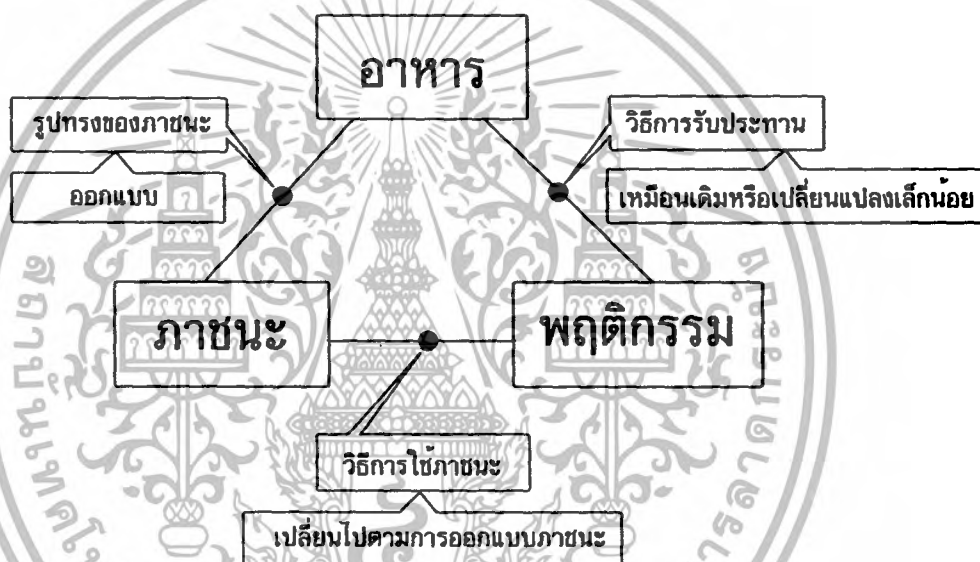 อาหาร
รูปทรงของภาชนะ
วิธีการรับประทาน
ออกแบบ
เหมือนเดิมหรือเปลี่ยนแปลงเล็กน้อย
ภาชนะ
พฤติกรรม
วิธีการใช้ภาชนะ
เปลี่ยนไปตามการออกแบบภาชนะ